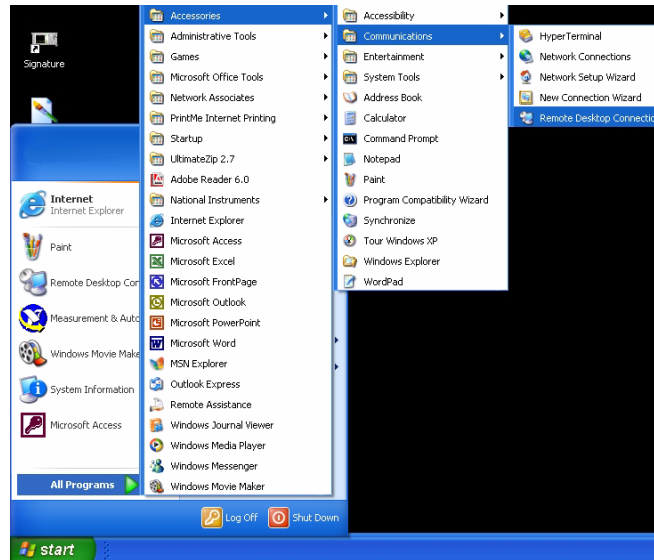 Signature
Internet
Internet Explorer
Paint
Remote Desktop Con
Measurement & Auto
Windows Movie Make
System Information
Microsoft Access
All Programs
Accessories
Administrative Tools
Games
Microsoft Office Tools
Network Associates
PrintMe Internet Printing
Startup
UltimateZip 2.7
Adobe Reader 6.0
National Instruments
Internet Explorer
Microsoft Access
Microsoft Excel
Microsoft FrontPage
Microsoft Outlook
Microsoft PowerPoint
Microsoft Word
MSN Explorer
Outlook Express
Remote Assistance
Windows Journal Viewer
Windows Media Player
Windows Messenger
Windows Movie Maker
Accessibility
Communications
Entertainment
System Tools
Address Book
Calculator
Command Prompt
Notepad
Paint
Program Compatibility Wizard
Synchronize
Tour Windows XP
Windows Explorer
WordPad
HyperTerminal
Network Connections
Network Setup Wizard
New Connection Wizard
Remote Desktop Connectio
Log Off
Shut Down
start